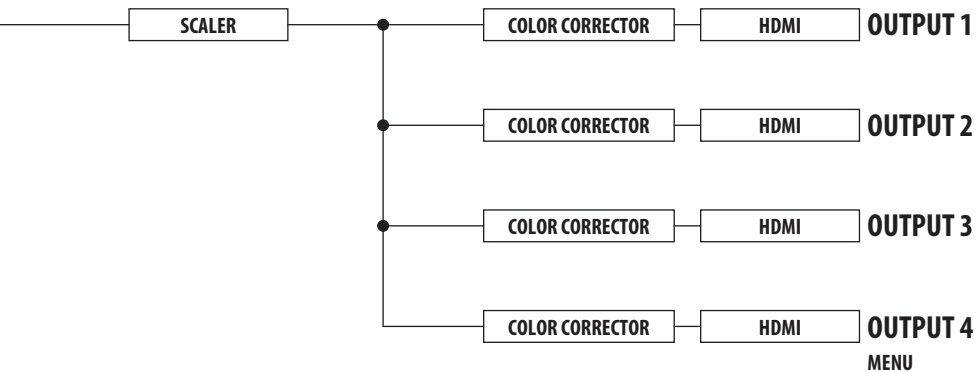 SCALER COLOR CORRECTOR HDMI OUTPUT 1
COLOR CORRECTOR HDMI OUTPUT 2
COLOR CORRECTOR HDMI OUTPUT 3
COLOR CORRECTOR HDMI OUTPUT 4
MENU